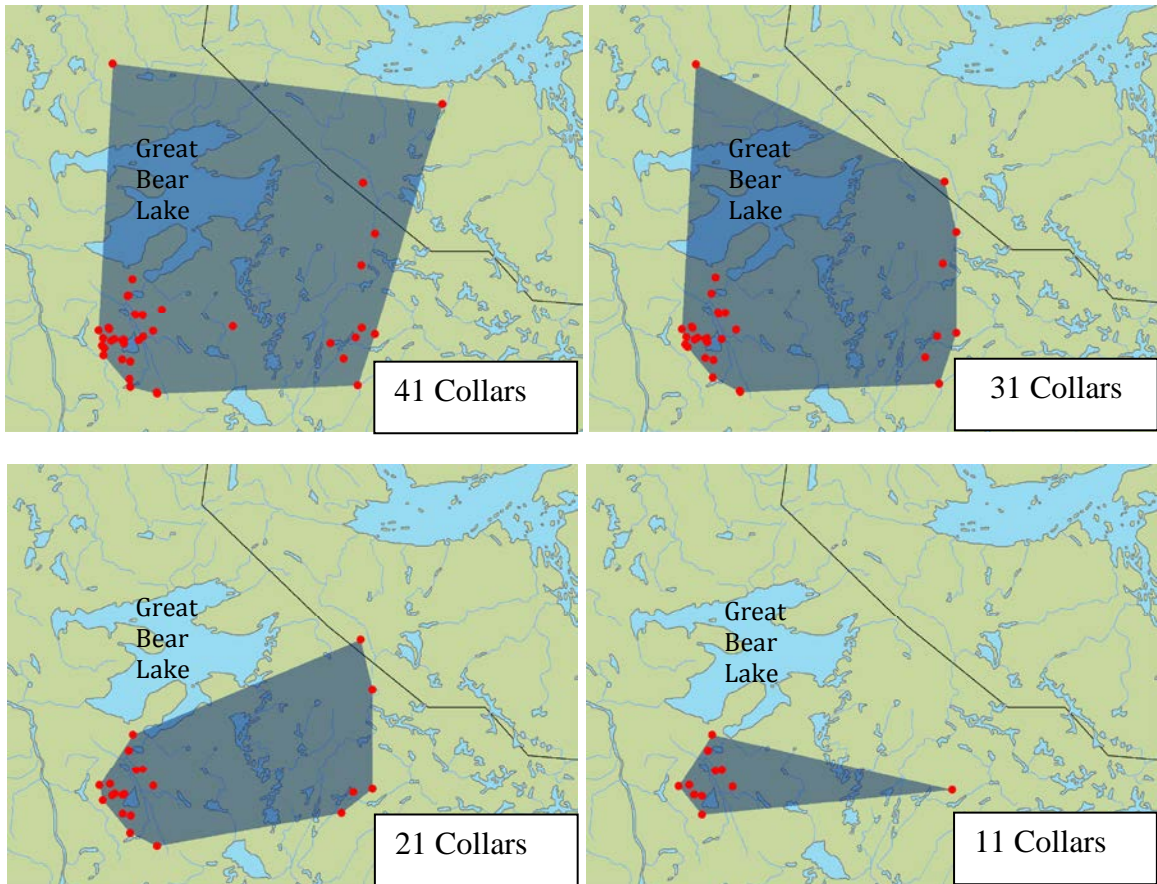 Great
Bear
Lake
41 Collars
Great
Bear
Lake
31 Collars
Great
Bear
Lake
21 Collars
Great
Bear
Lake
11 Collars